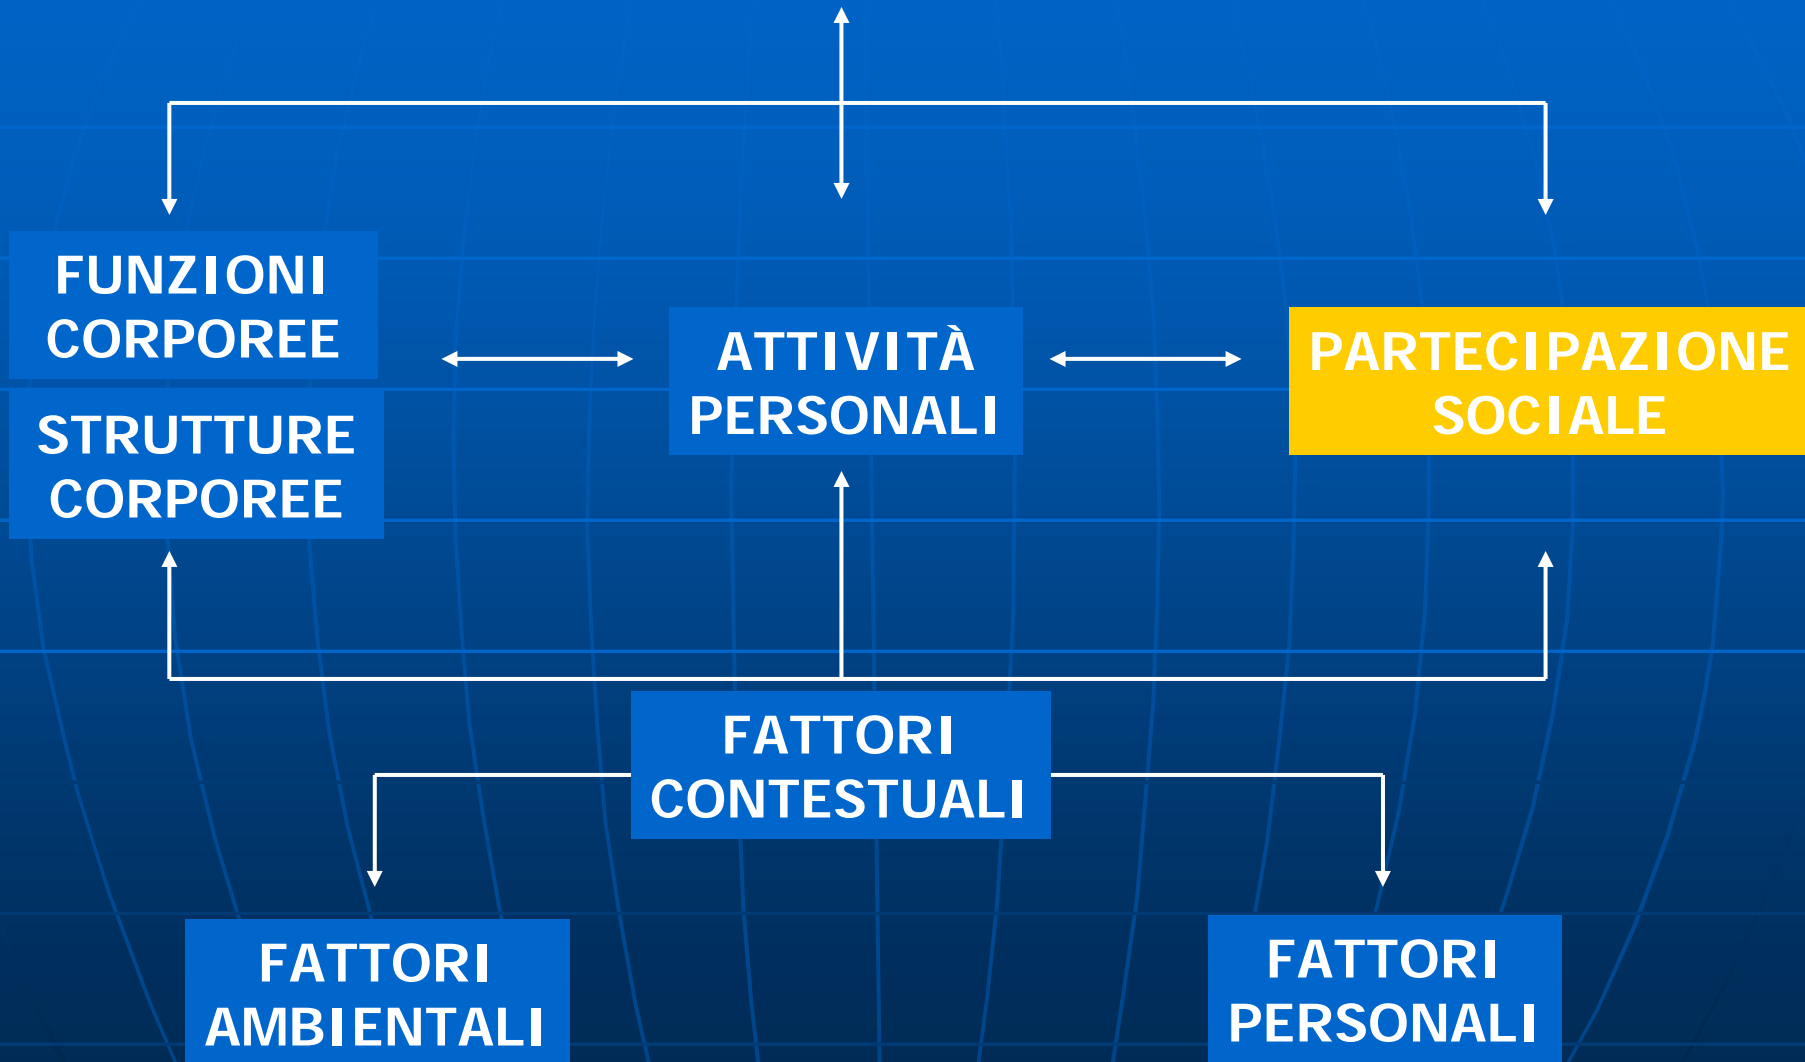 FUNZIONI
CORPOREE
STRUTTURE
CORPOREE
ATTIVITÀ
PERSONALI
PARTECIPAZIONE
SOCIALE
FATTORI
CONTESTUALI
FATTORI
AMBIENTALI
FATTORI
PERSONALI